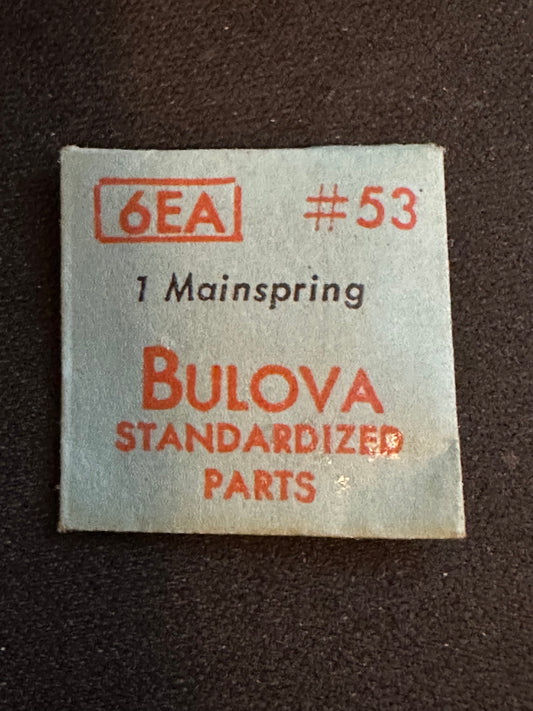 6EA #53
1 Mainspring
BULOVA
STANDARDIZED
PARTS